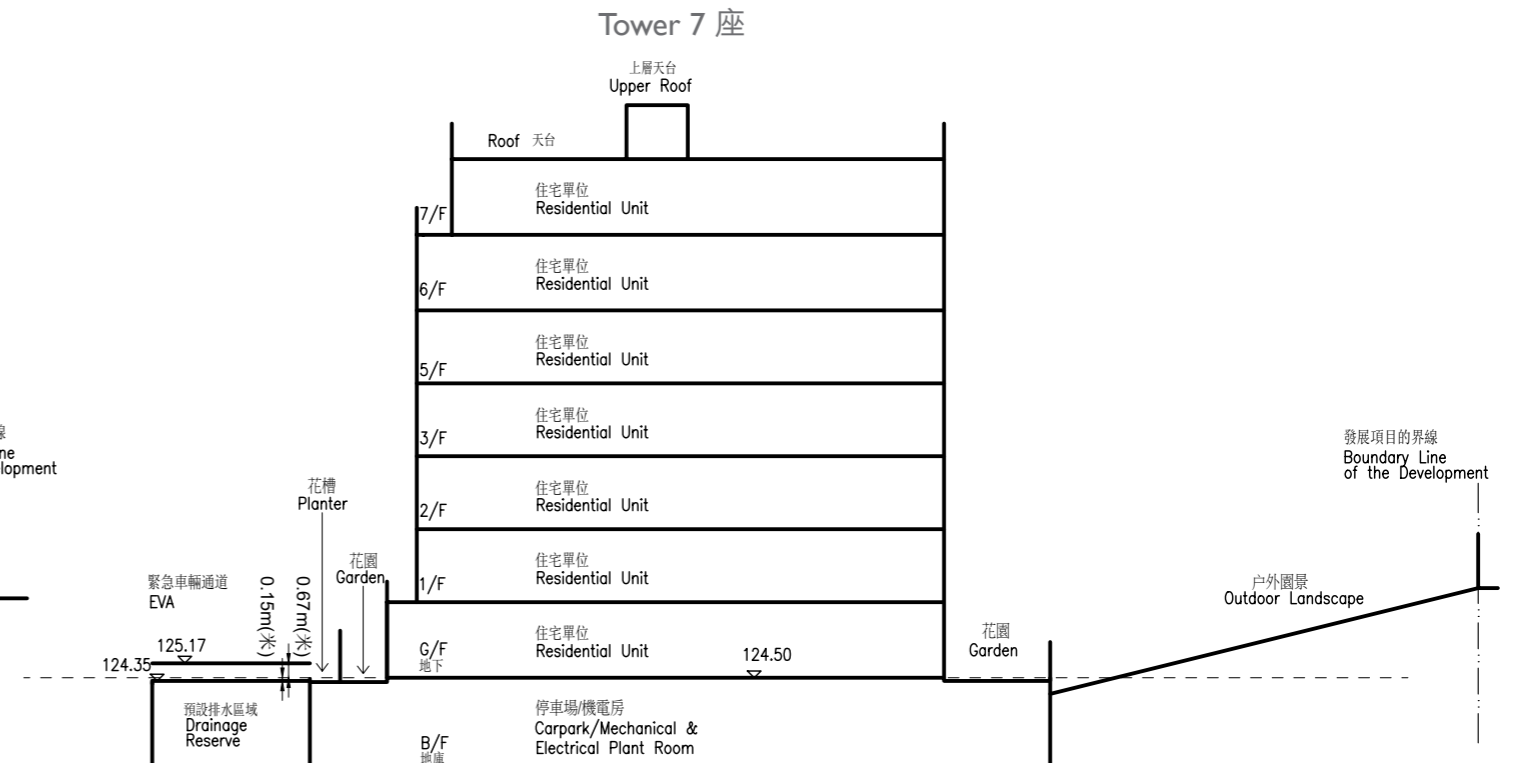 Tower 7 座
上層天台
Upper Roof
Roof 天台
住宅單位
Residential Unit
7/F
住宅單位
Residential Unit
6/F
住宅單位
Residential Unit
5/F
住宅單位
Residential Unit
3/F
住宅單位
Residential Unit
2/F
住宅單位
Residential Unit
1/F
住宅單位
Residential Unit
G/F
地下
124.50
停車場/機電房
Carpark/Mechanical &
Electrical Plant Room
B/F
地庫
線
ne
lopment
花槽
Planter
花園
Garden
緊急車輛通道
EVA
0.15m(米)
0.67m(米)
125.17
124.35
預設排水區域
Drainage
Reserve
花園
Garden
户外園景
Outdoor Landscape
發展項目的界線
Boundary Line
of the Development